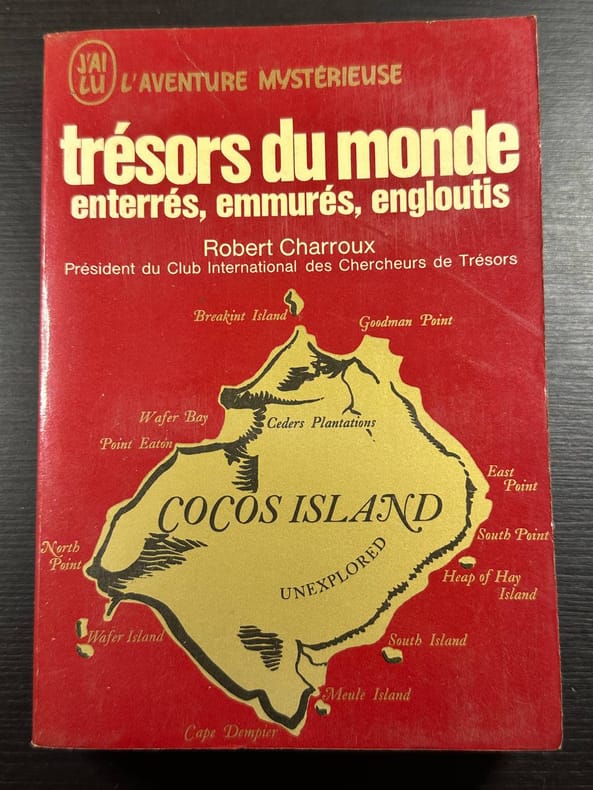 J'AI
LU
L'AVENTURE MYSTÉRIEUSE
trésors du monde
enterrés, emmurés, engloutis
Robert Charroux
Président du Club International des Chercheurs de Trésors
Breakint Island
Goodman Point
Wafer Bay
Ceders Plantations
Point Eaton
East
Point
COCOS ISLAND
South Point
North
Point
UNEXPLORED
Heap of Hay
Island
Wafer Island
South Island
Meule Island
Cape Dempier